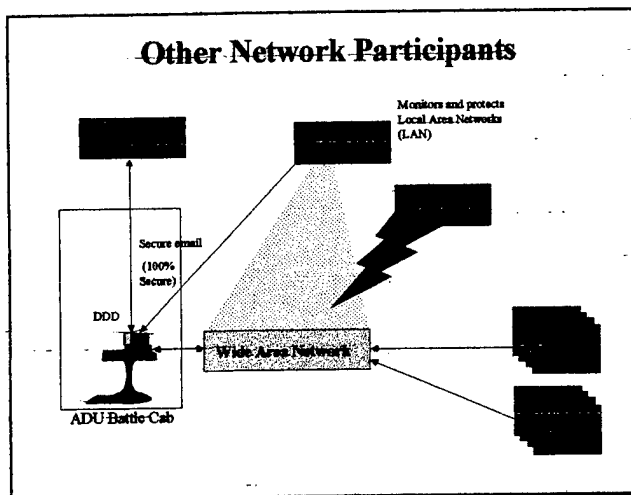 Other Network Participants
Monitors and protects
Local Area Networks
(LAN)
Secure email
(100%
Secure)
DDD
Wide Area Network
ADU Battle Cab